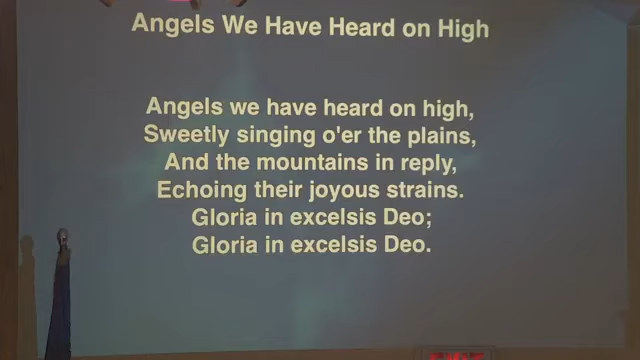 Angels We Have Heard on High
Angels we have heard on high,
Sweetly singing o'er the plains,
And the mountains in reply,
Echoing their joyous strains.
Gloria in excelsis Deo;
Gloria in excelsis Deo.